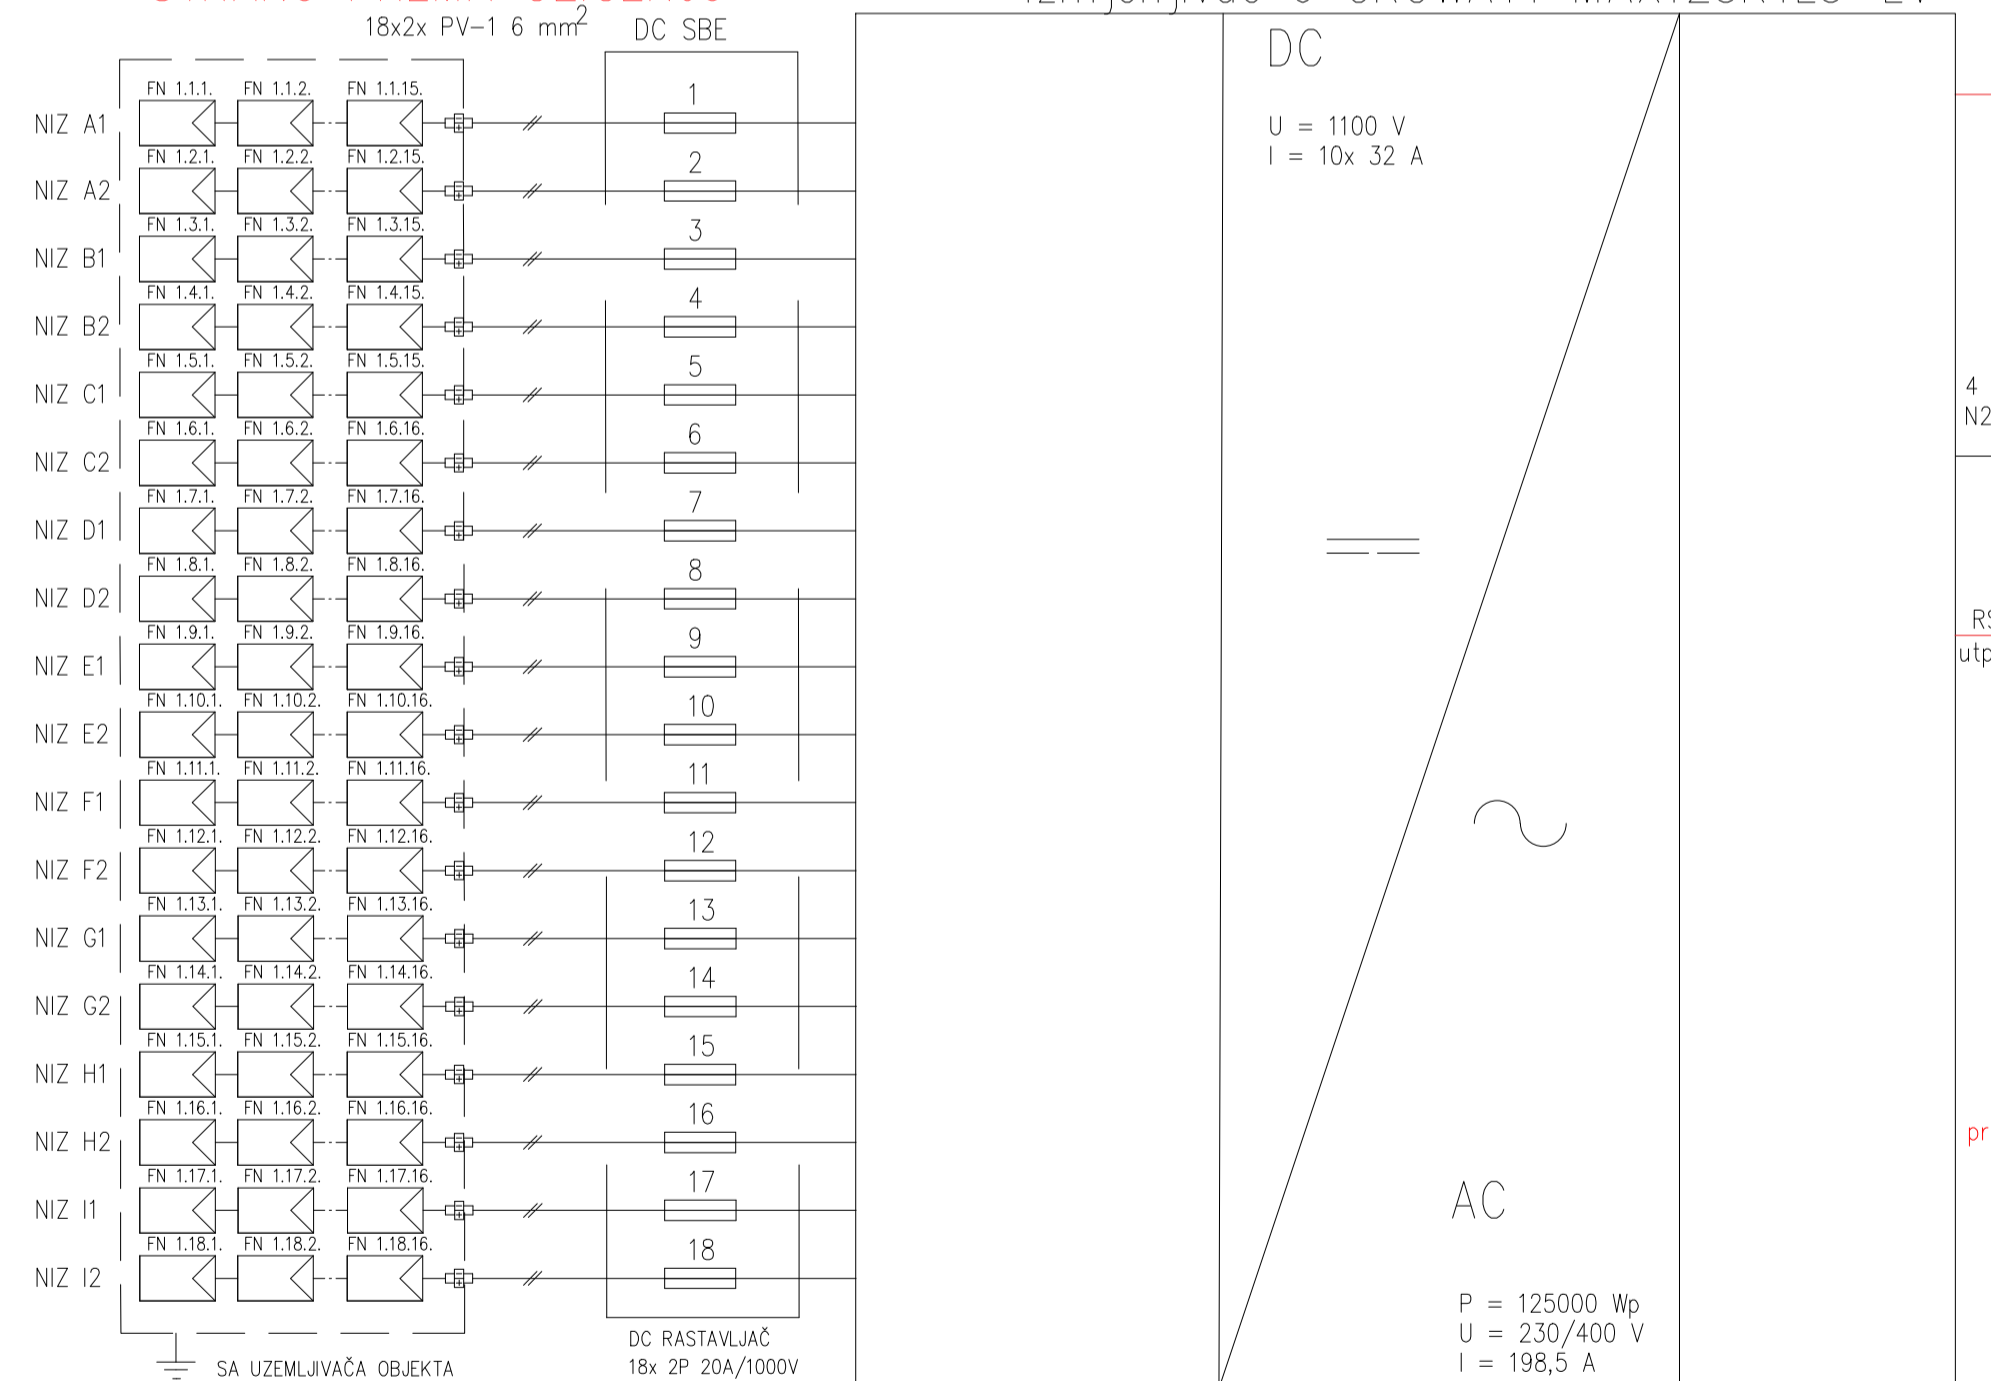 18x2x PV-1 6 mm²
DC SBE
DC
U = 1100 V
I = 10x 32 A
FN 1.1.1. FN 1.1.2. FN 1.1.15.
NIZ A1
1
FN 1.2.1. FN 1.2.2. FN 1.2.15.
NIZ A2
2
FN 1.3.1. FN 1.3.2. FN 1.3.15.
NIZ B1
3
FN 1.4.1. FN 1.4.2. FN 1.4.15.
NIZ B2
4
FN 1.5.1. FN 1.5.2. FN 1.5.15.
NIZ C1
5
4
N2
FN 1.6.1. FN 1.6.2. FN 1.6.16.
NIZ C2
6
FN 1.7.1. FN 1.7.2. FN 1.7.16.
NIZ D1
7
FN 1.8.1. FN 1.8.2. FN 1.8.16.
NIZ D2
8
FN 1.9.1. FN 1.9.2. FN 1.9.16.
NIZ E1
9
utp
FN 1.10.1. FN 1.10.2. FN 1.10.16.
NIZ E2
10
FN 1.11.1. FN 1.11.2. FN 1.11.16.
NIZ F1
11
FN 1.12.1. FN 1.12.2. FN 1.12.16.
NIZ F2
12
FN 1.13.1. FN 1.13.2. FN 1.13.16.
NIZ G1
13
FN 1.14.1. FN 1.14.2. FN 1.14.16.
NIZ G2
14
FN 1.15.1. FN 1.15.2. FN 1.15.16.
NIZ H1
15
FN 1.16.1. FN 1.16.2. FN 1.16.16.
NIZ H2
16
pr
FN 1.17.1. FN 1.17.2. FN 1.17.16.
NIZ I1
17
AC
FN 1.18.1. FN 1.18.2. FN 1.18.16.
NIZ I2
18
P = 125000 Wp
U = 230/400 V
I = 198,5 A
DC RASTAVLJAČ
18x 2P 20A/1000V
SA UZEMLJIVAČA OBJEKTA